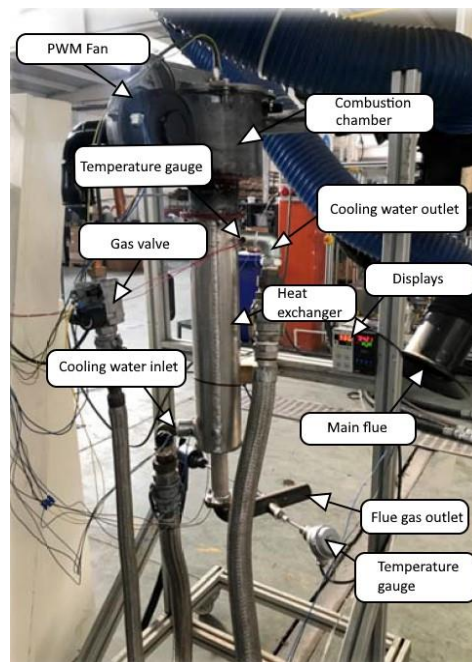 PWM Fan
Combustion
chamber
Temperature
gauge
Cooling water
outlet
Gas valve
Displays
Heat
exchanger
Cooling water
inlet
Main flue
Flue gas outlet
Temperature
gauge